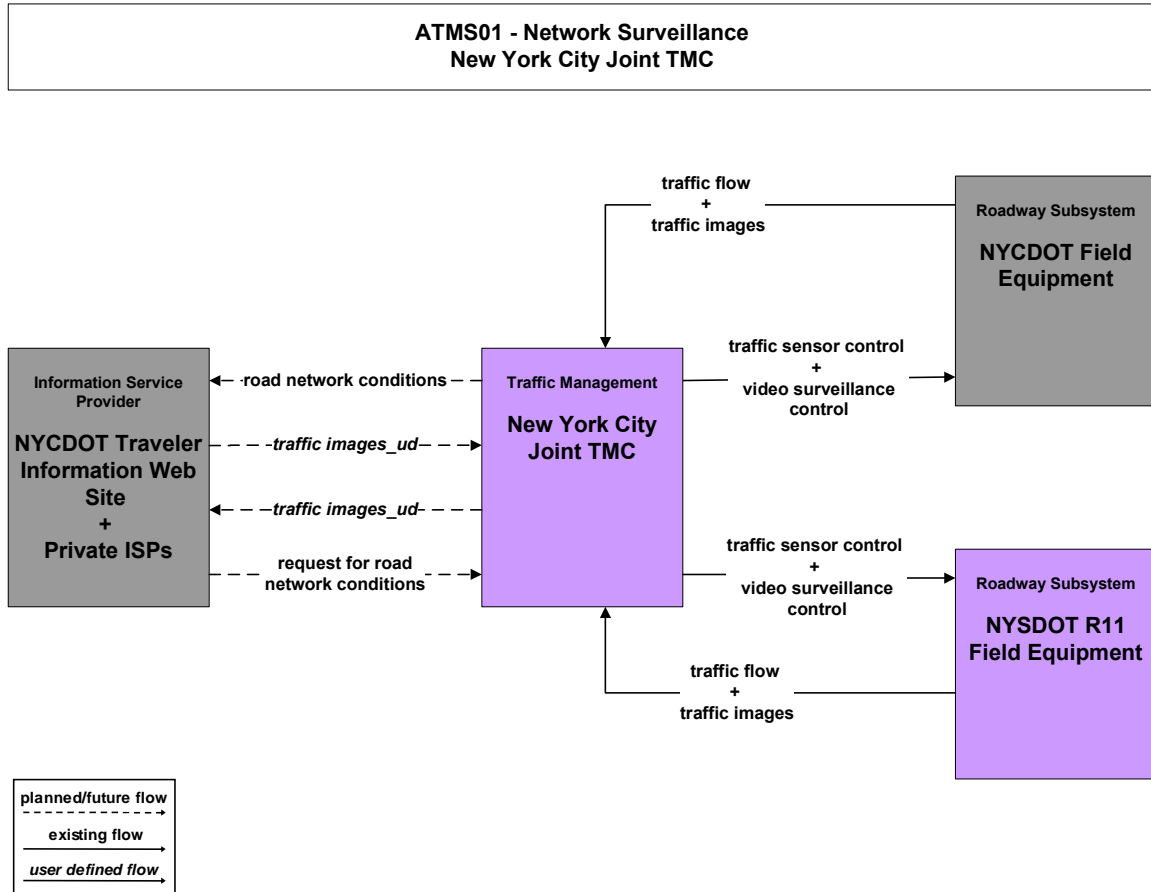 ATMS01 - Network Surveillance
New York City Joint TMC
traffic flow
+
traffic images
Roadway Subsystem
NYCDOT Field
Equipment
traffic sensor control
+
video surveillance
control
Information Service
Provider
NYCDOT Traveler
Information Web
Site
+
Private ISPs
road network conditions
traffic images_ud
traffic images_ud
request for road
network conditions
Traffic Management
New York City
Joint TMC
traffic sensor control
+
video surveillance
control
Roadway Subsystem
NYSDOT R11
Field Equipment
traffic flow
+
traffic images
planned/future flow
existing flow
user defined flow